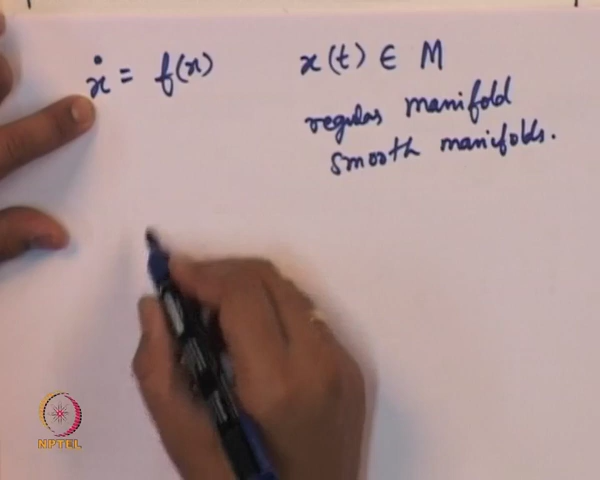 ẋ = f(x)    x(t) ∈ M
regular manifold
smooth manifolds.
NPTEL